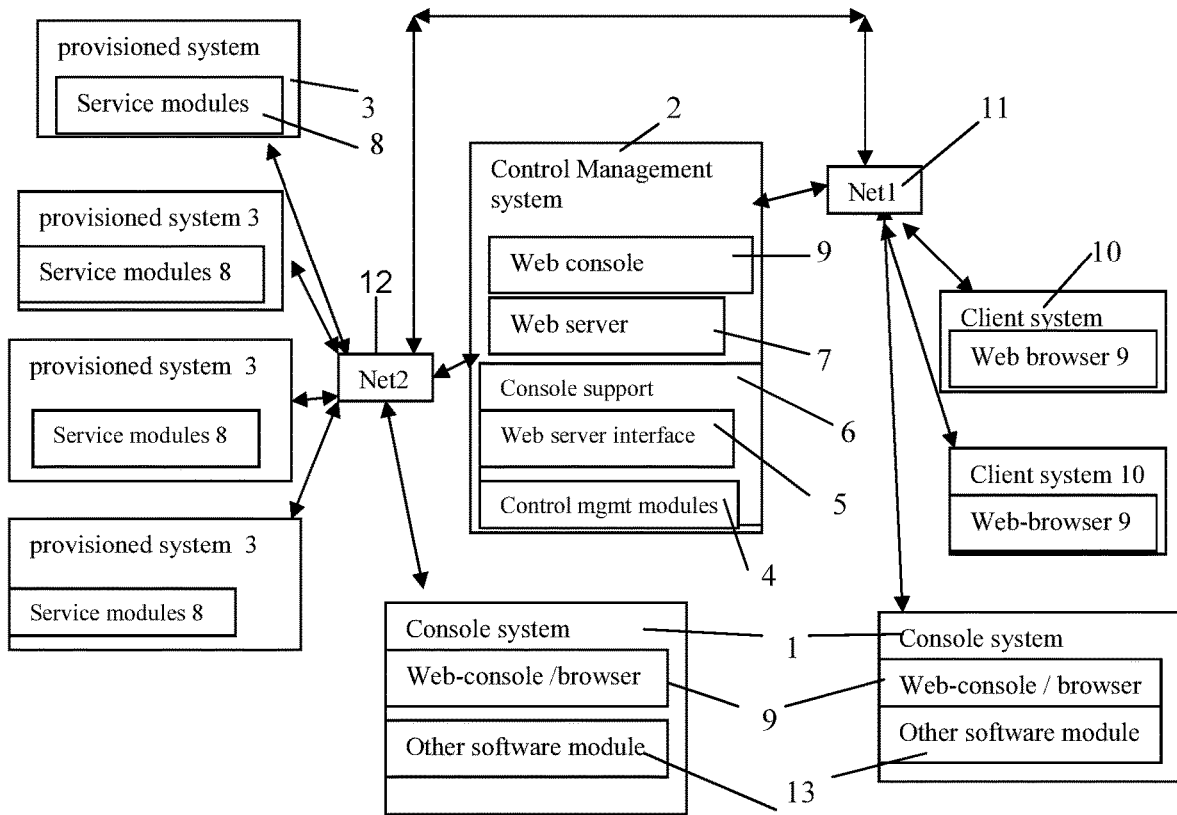 provisioned system
Service modules
3
8
provisioned system 3
Service modules 8
provisioned system 3
Service modules 8
provisioned system 3
Service modules 8
12
Net2
2
Control Management
system
Web console
9
Web server
7
Console support
6
Web server interface
5
Control mgmt modules
4
11
Net1
10
Client system
Web browser 9
Client system 10
Web-browser 9
Console system
1
Web-console /browser
9
Other software module
13
Console system
Web-console / browser
Other software module